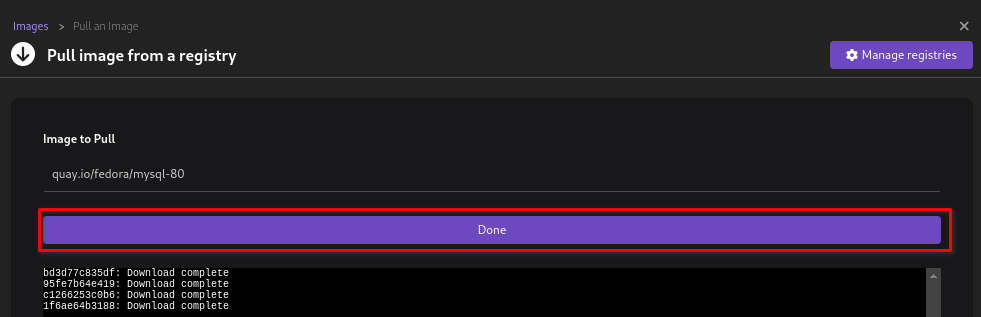 Images > Pull an Image
Pull image from a registry
Manage registries
Image to Pull
quay.io/fedora/mysql-80
Done
bd3d77c835df: Download complete
95fe7b64e419: Download complete
c1266253c0b6: Download complete
1f6ae64b3188: Download complete